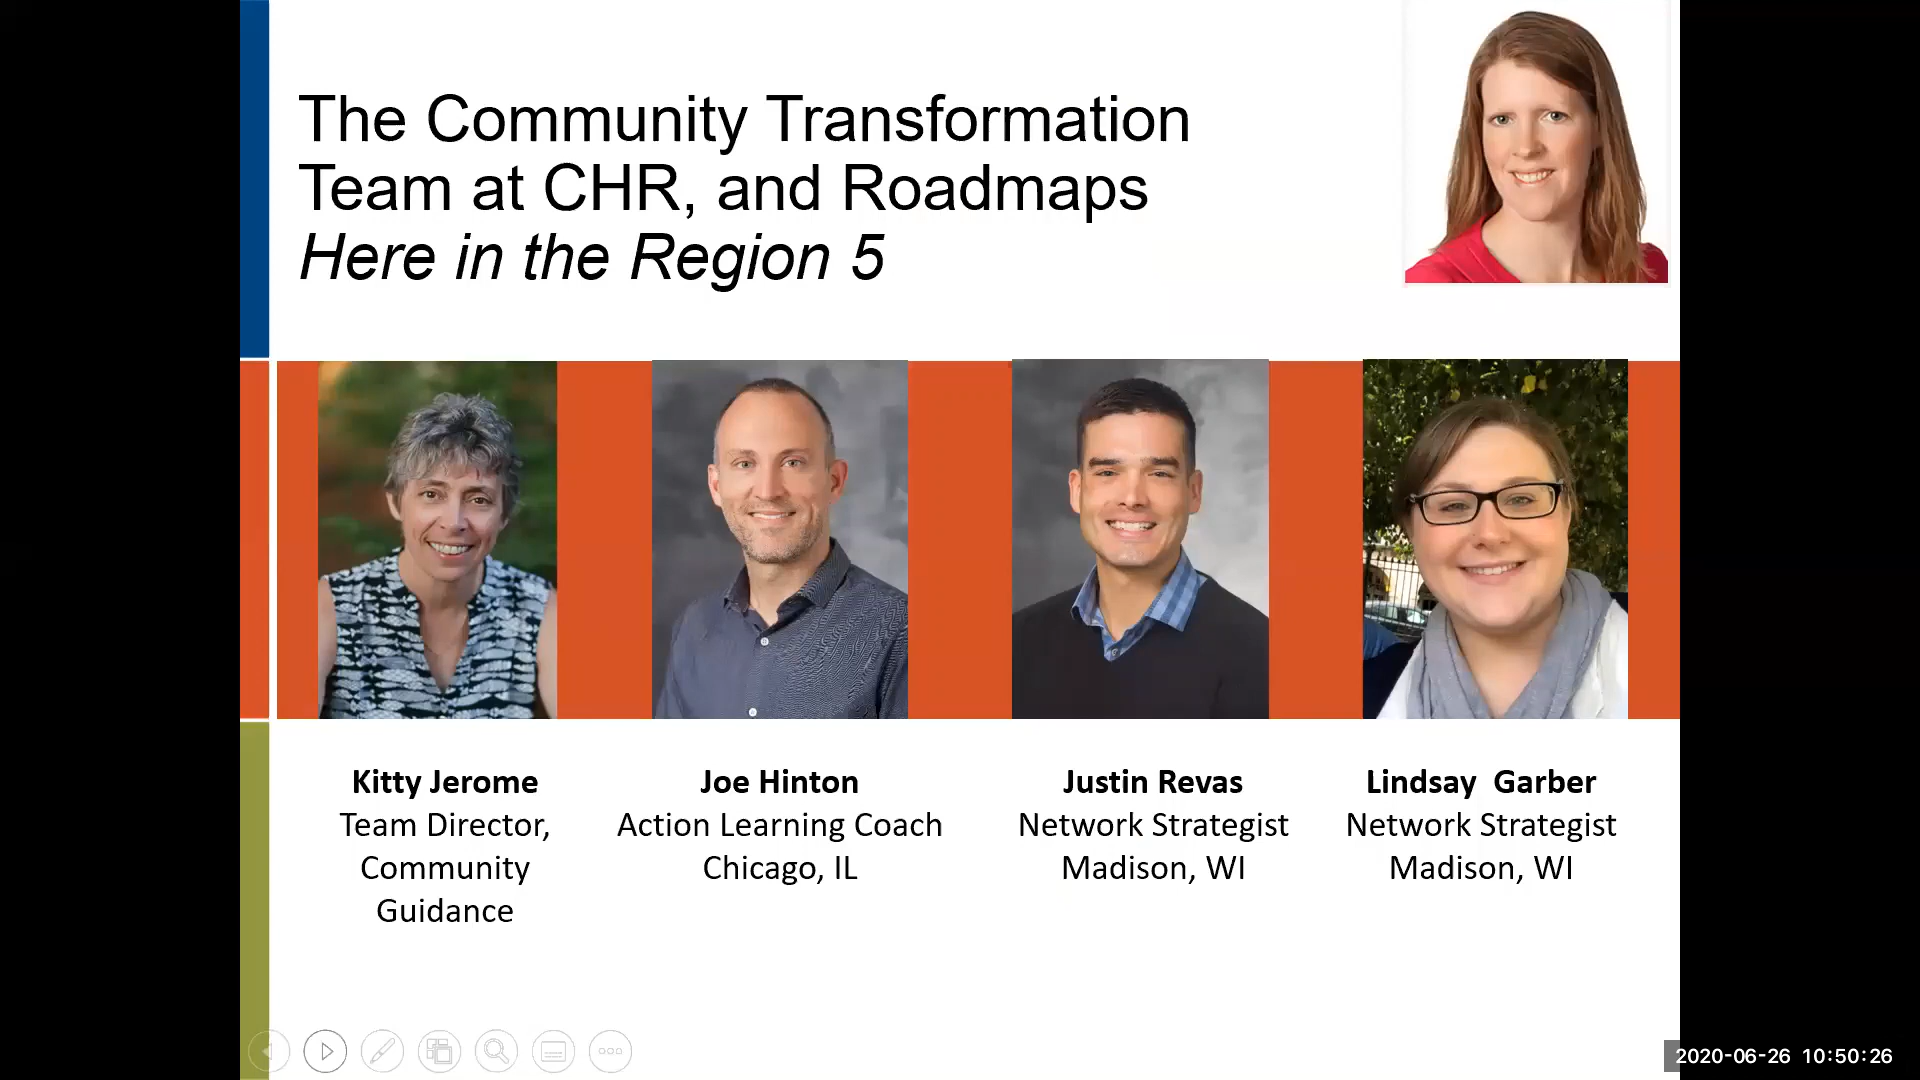 The Community Transformation
Team at CHR, and Roadmaps
Here in the Region 5
Kitty Jerome
Team Director,
Community
Guidance
Joe Hinton
Action Learning Coach
Chicago, IL
Justin Revas
Network Strategist
Madison, WI
Lindsay  Garber
Network Strategist
Madison, WI
2020-06-26 10:50:26